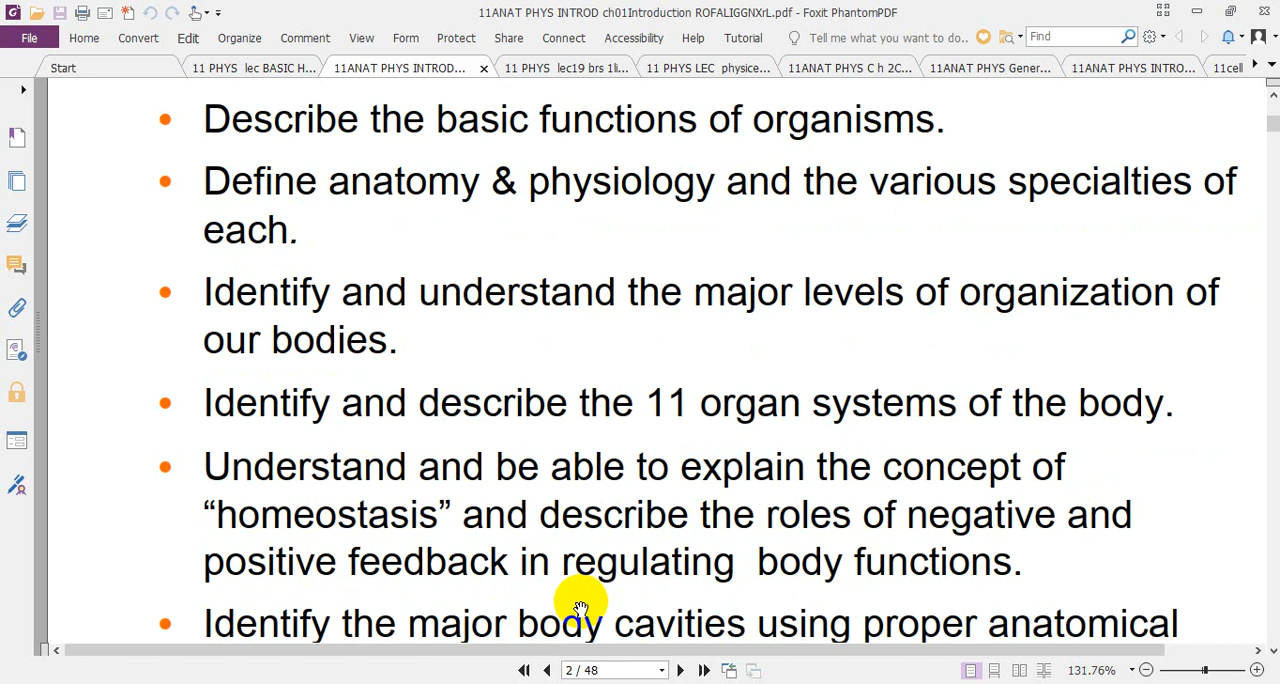 11ANAT PHYS INTROD ch01Introduction ROFALIGGNXL.pdf - Foxit PhantomPDF
File Home Convert Edit Organize Comment View Form Protect Share Connect Accessibility Help Tutorial Tell me what you want to do.. Find
Start 11 PHYS lec BASIC H... 11ANAT PHYS INTROD... 11 PHYS lec19 brs 1li... 11 PHYS LEC physice... 11ANAT PHYS C h 2C... 11ANAT PHYS Gener... 11ANAT PHYS INTRO... 11cell
• Describe the basic functions of organisms.
• Define anatomy & physiology and the various specialties of
each.
• Identify and understand the major levels of organization of
our bodies.
• Identify and describe the 11 organ systems of the body.
• Understand and be able to explain the concept of
“homeostasis” and describe the roles of negative and
positive feedback in regulating body functions.
• Identify the major body cavities using proper anatomical
2 / 48 131.76%